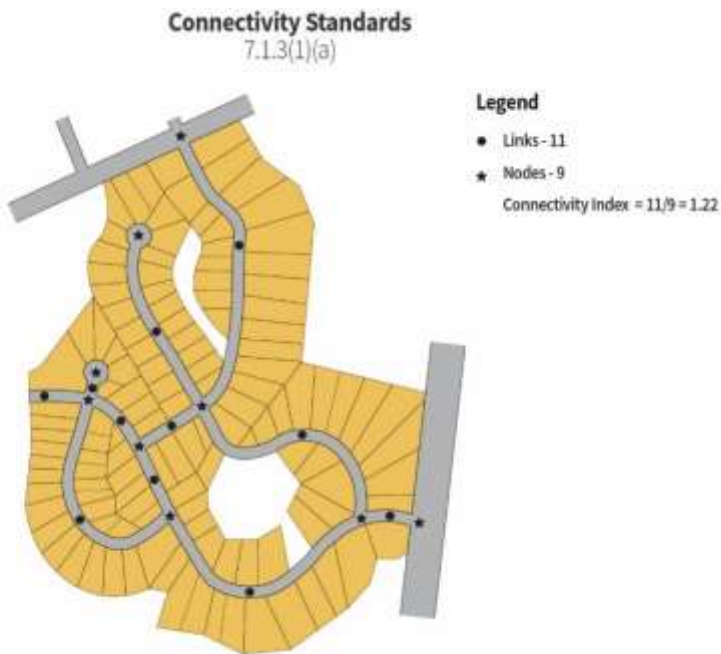 Connectivity Standards
7.1.3(1)(a)
Legend
Links - 11
Nodes - 9
Connectivity Index = 11/9 = 1.22